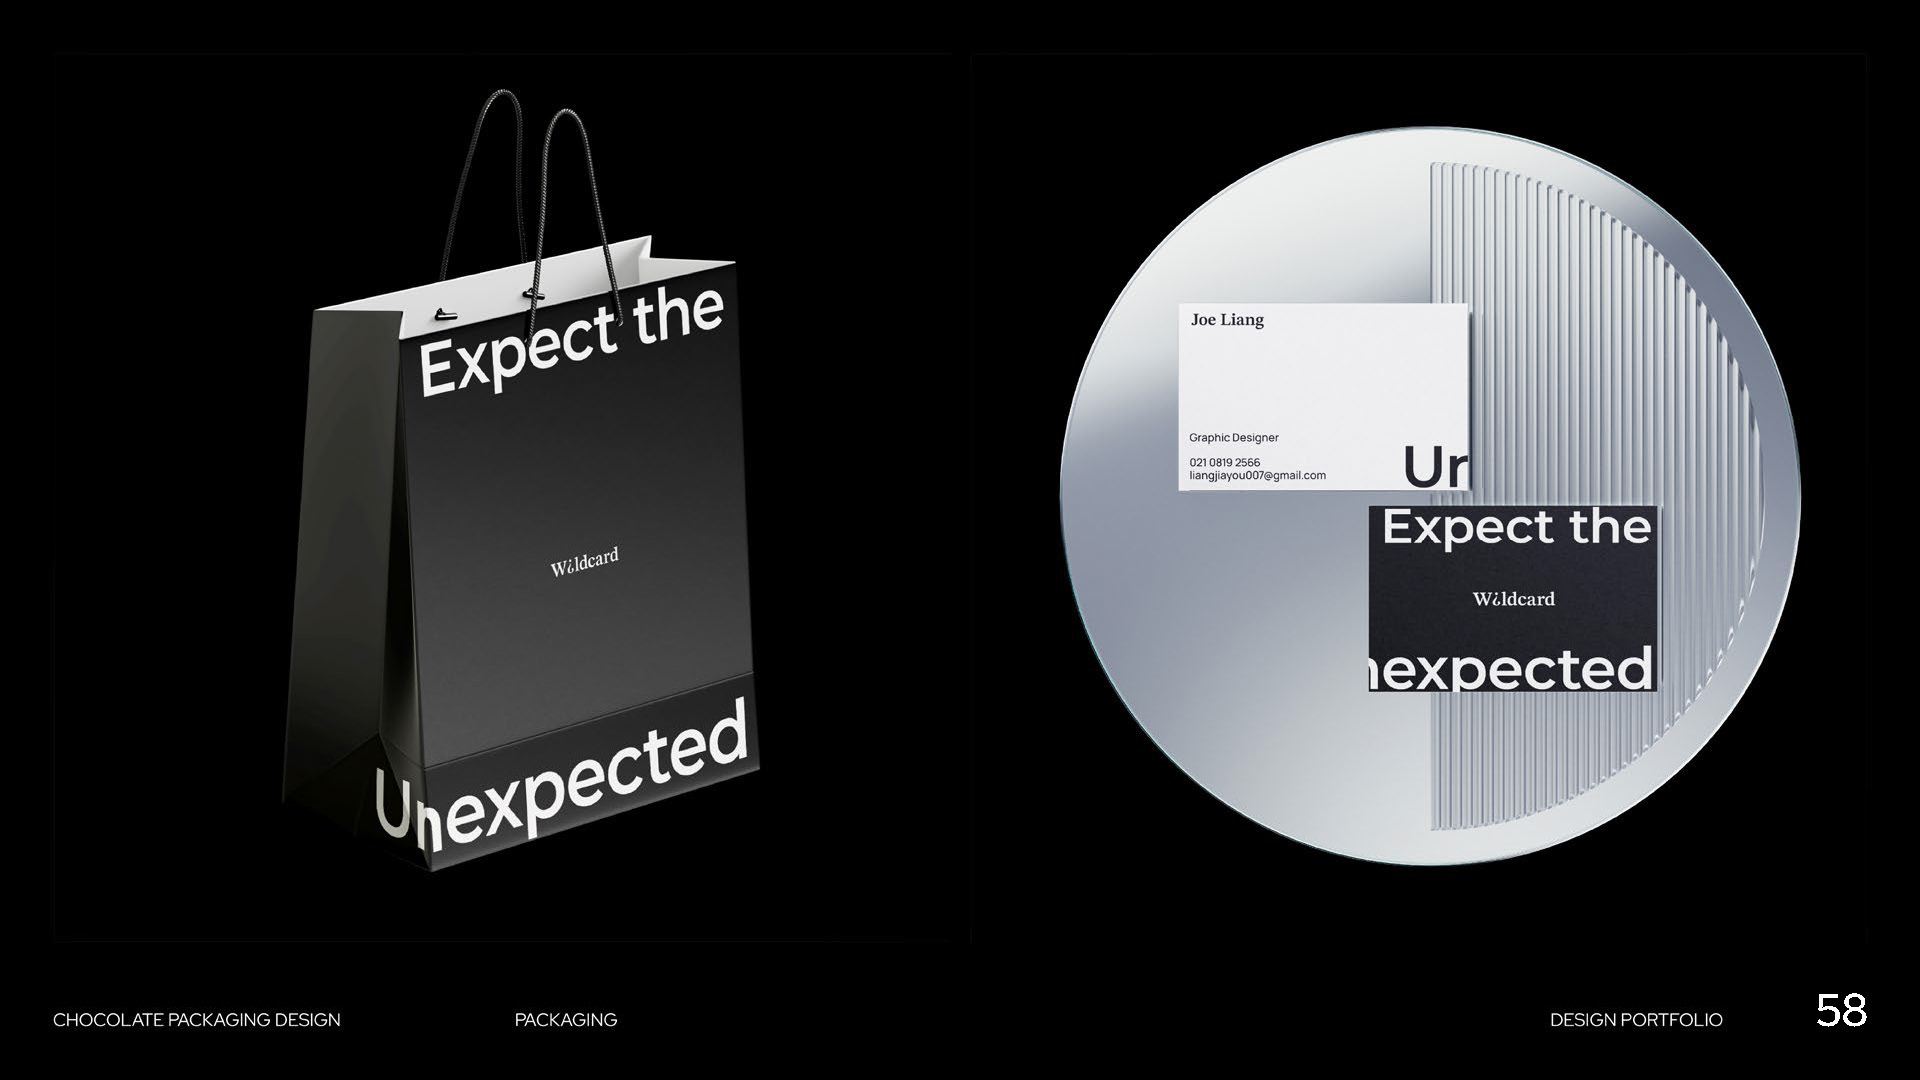 Expect the
W¿ldcard
Unexpected
Joe Liang
Graphic Designer
021 0819 2566
liangjiayou007@gmail.com
Un
Expect the
W¿ldcard
nexpected
CHOCOLATE PACKAGING DESIGN
PACKAGING
DESIGN PORTFOLIO
58